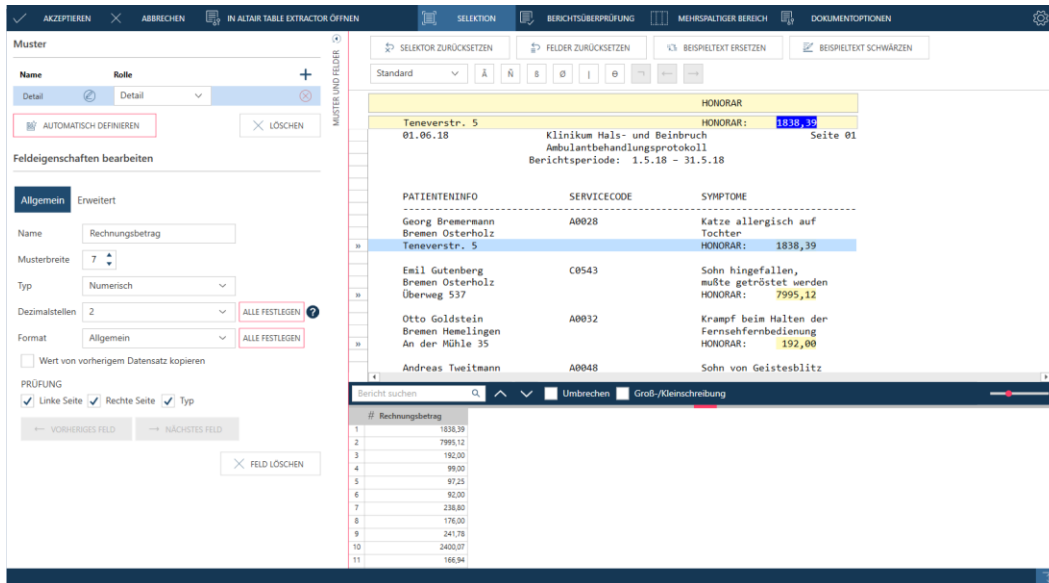 AKZEPTIEREN ABBRECHEN IN ALTAIR TABLE EXTRACTOR ÖFFNEN SELEKTION BERICHTSÜBERPRÜFUNG MEHRSPALTIGER BEREICH DOKUMENTOPTIONEN
Muster
Name Rolle +
Detail Detail
AUTOMATISCH DEFINIEREN LÖSCHEN
Feldeigenschaften bearbeiten
Allgemein Erweitert
Name Rechnungsbetrag
Musterbreite 7
Typ Numerisch
Dezimalstellen 2 ALLE FESTLEGEN ?
Format Allgemein ALLE FESTLEGEN
Wert von vorherigem Datensatz kopieren
PRÜFUNG
Linke Seite Rechte Seite Typ
← VORHERIGES FELD → NÄCHSTES FELD
FELD LÖSCHEN
MUSTER UND FELDER
SELEKTOR ZURÜCKSETZEN FELDER ZURÜCKSETZEN BEISPIELTEXT ERSETZEN BEISPIELTEXT SCHWÄRZEN
Standard Ã Ñ ß Ø | ¬ ← →
HONORAR
Teneverstr. 5 HONORAR: 1838,39
01.06.18 Klinikum Hals- und Beinbruch Seite 01
Ambulantbehandlungsprotokoll
Berichtsperiode: 1.5.18 – 31.5.18
PATIENTENINFO SERVICECODE SYMPTOME
Georg Bremermann A0028 Katze allergisch auf
Bremen Osterholz Tochter
» Teneverstr. 5 HONORAR: 1838,39
Emil Gutenberg C0543 Sohn hingefallen,
Bremen Osterholz mußte getröstet werden
» Überweg 537 HONORAR: 7995,12
Otto Goldstein A0032 Krampf beim Halten der
Bremen Hemelingen Fernsehfernbedienung
» An der Mühle 35 HONORAR: 192,00
Andreas Tweitmann A0048 Sohn von Geistesblitz
Bericht suchen Umbrechen Groß-/Kleinschreibung
# Rechnungsbetrag
1 1838,39
2 7995,12
3 192,00
4 99,00
5 97,25
6 92,00
7 238,80
8 176,00
9 241,78
10 2400,07
11 166,94